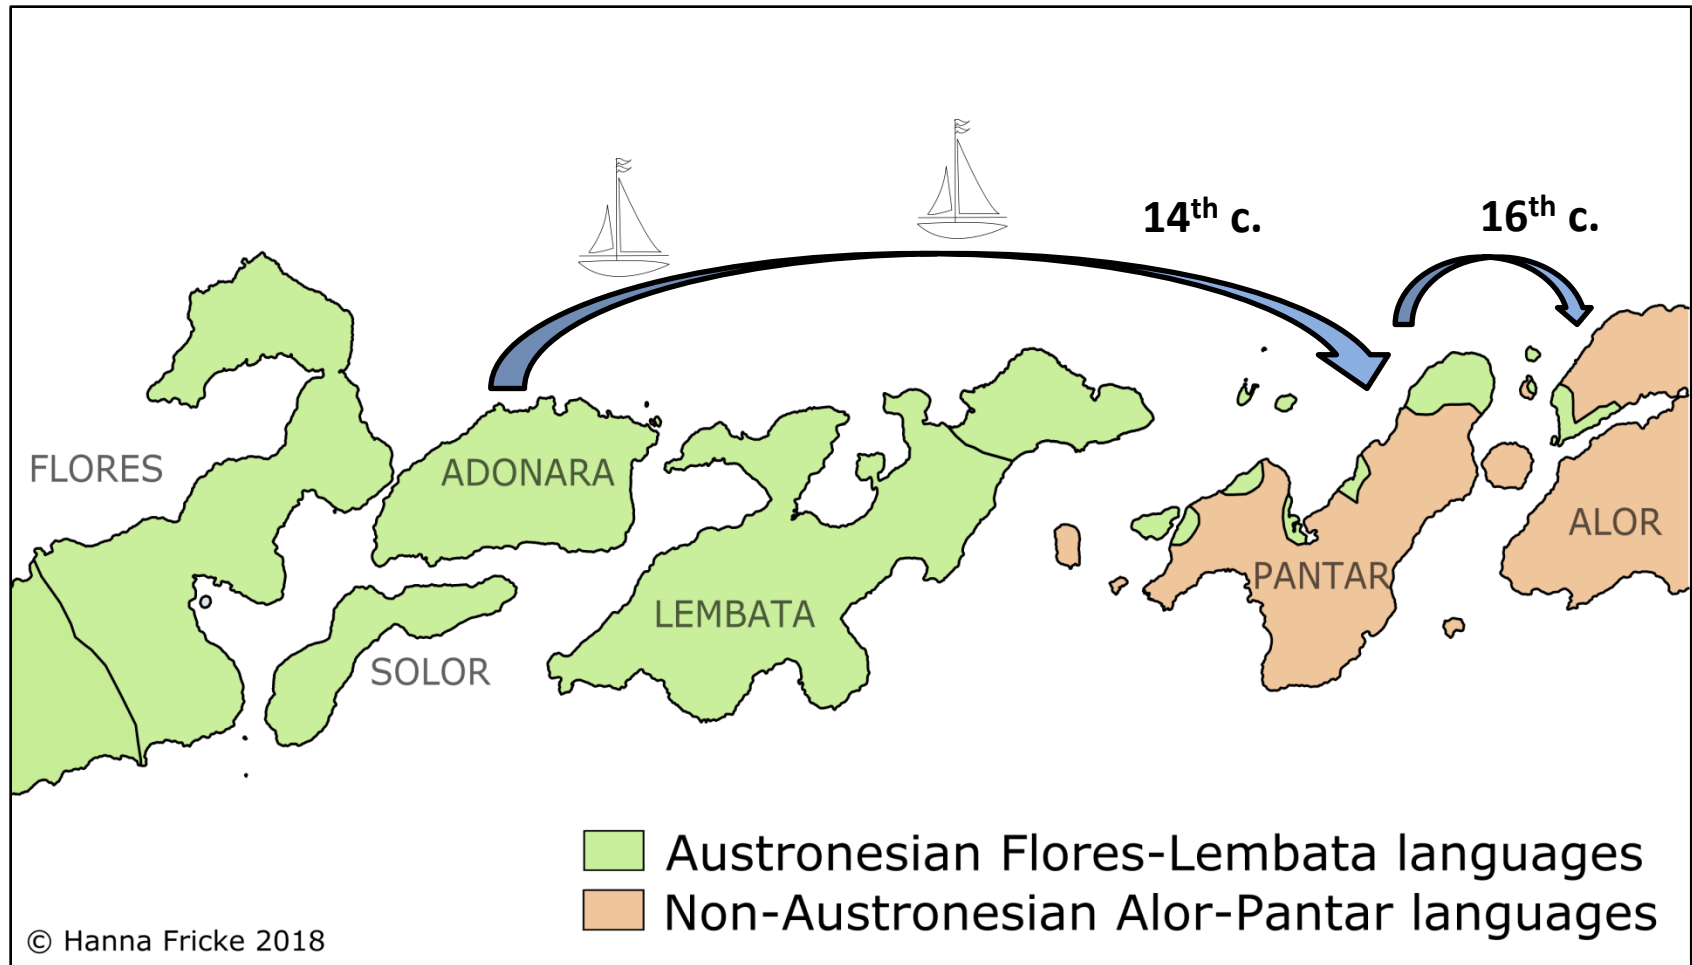 14th c.
16th c.
FLORES
ADONARA
ALOR
PANTAR
LEMBATA
SOLOR
Austronesian Flores-Lembata languages
Non-Austronesian Alor-Pantar languages
© Hanna Fricke 2018